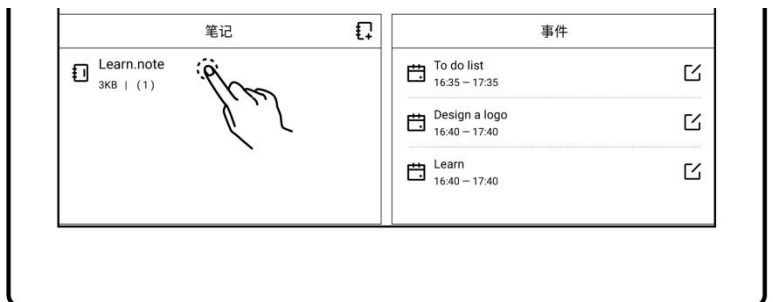 笔记
Learn.note
3KB | (1)
事件
To do list
16:35 — 17:35
Design a logo
16:40 — 17:40
Learn
16:40 — 17:40